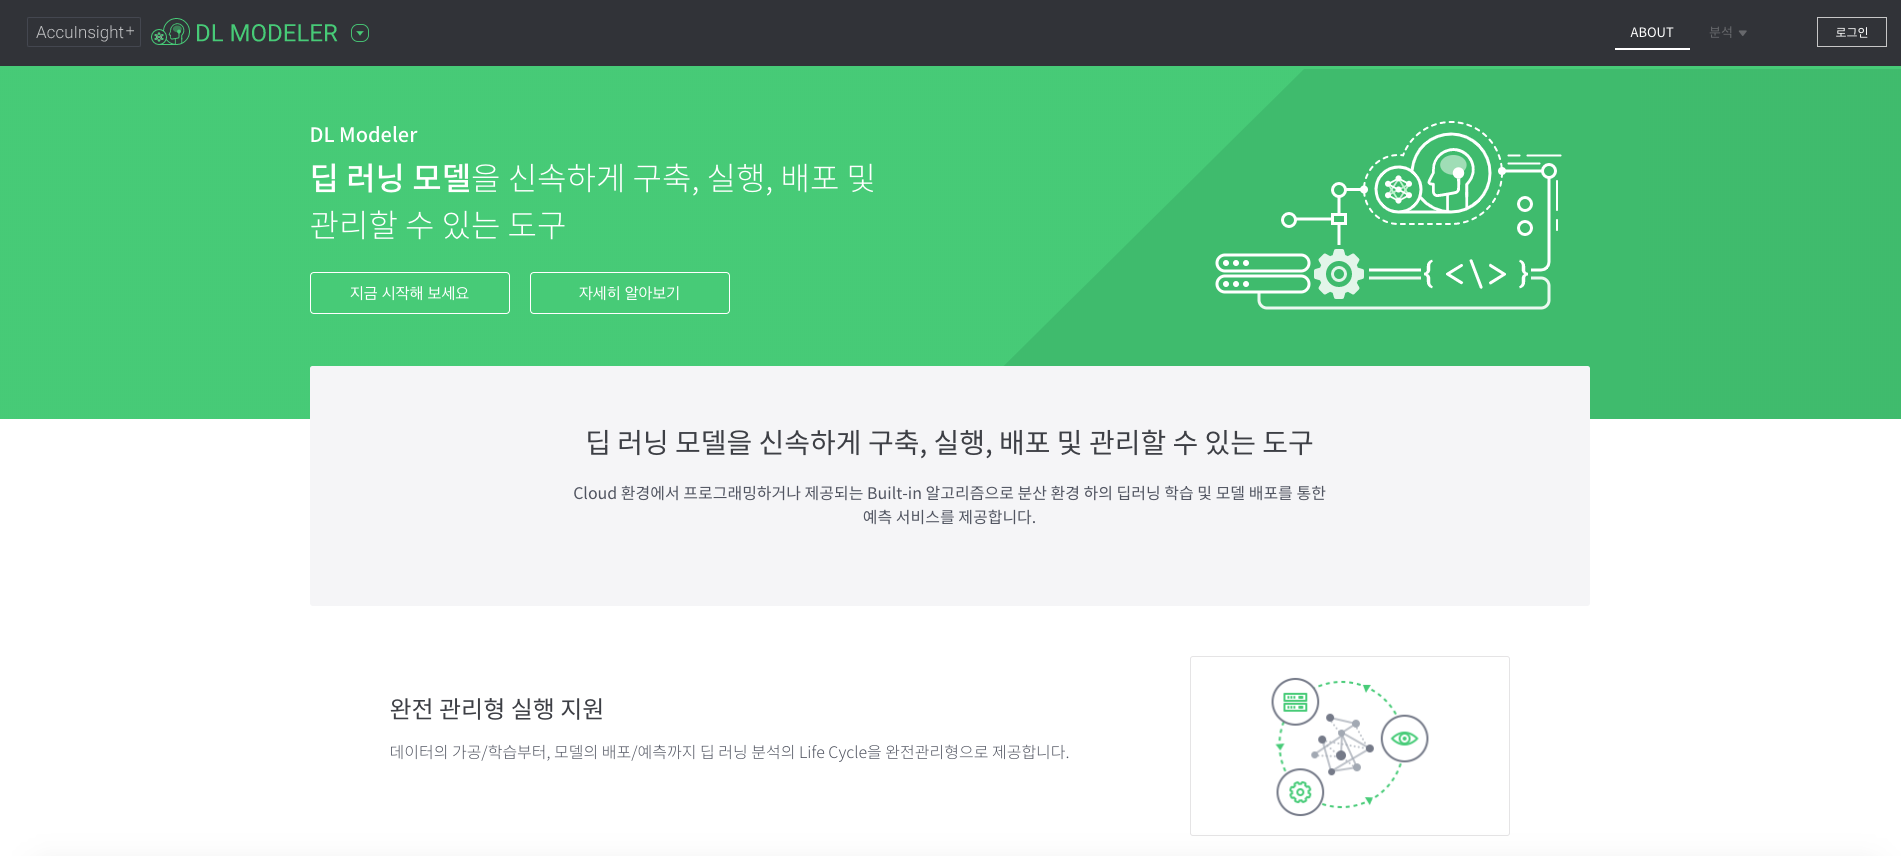 AccuInsight+
DL MODELER
ABOUT
분석
로그인
DL Modeler
딥 러닝 모델을 신속하게 구축, 실행, 배포 및
관리할 수 있는 도구
지금 시작해 보세요
자세히 알아보기
{ </> }
딥 러닝 모델을 신속하게 구축, 실행, 배포 및 관리할 수 있는 도구
Cloud 환경에서 프로그래밍하거나 제공되는 Built-in 알고리즘으로 분산 환경 하의 딥러닝 학습 및 모델 배포를 통한
예측 서비스를 제공합니다.
완전 관리형 실행 지원
데이터의 가공/학습부터, 모델의 배포/예측까지 딥 러닝 분석의 Life Cycle을 완전관리형으로 제공합니다.